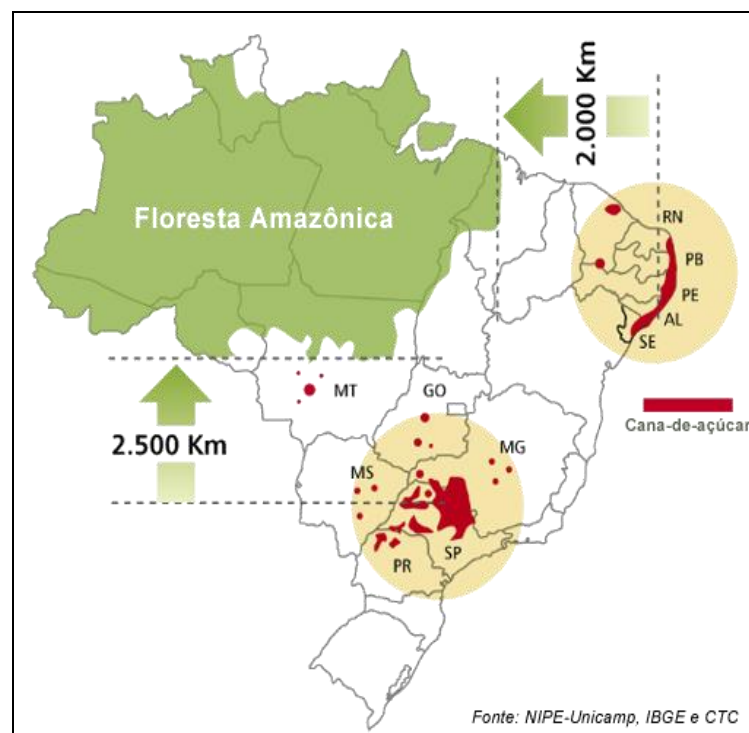 2.000 Km
Floresta Amazônica
RN
PB
PE
AL
SE
Cana-de-açúcar
MT
GO
2.500 Km
MS
MG
SP
PR
Fonte: NIPE-Unicamp, IBGE e CTC